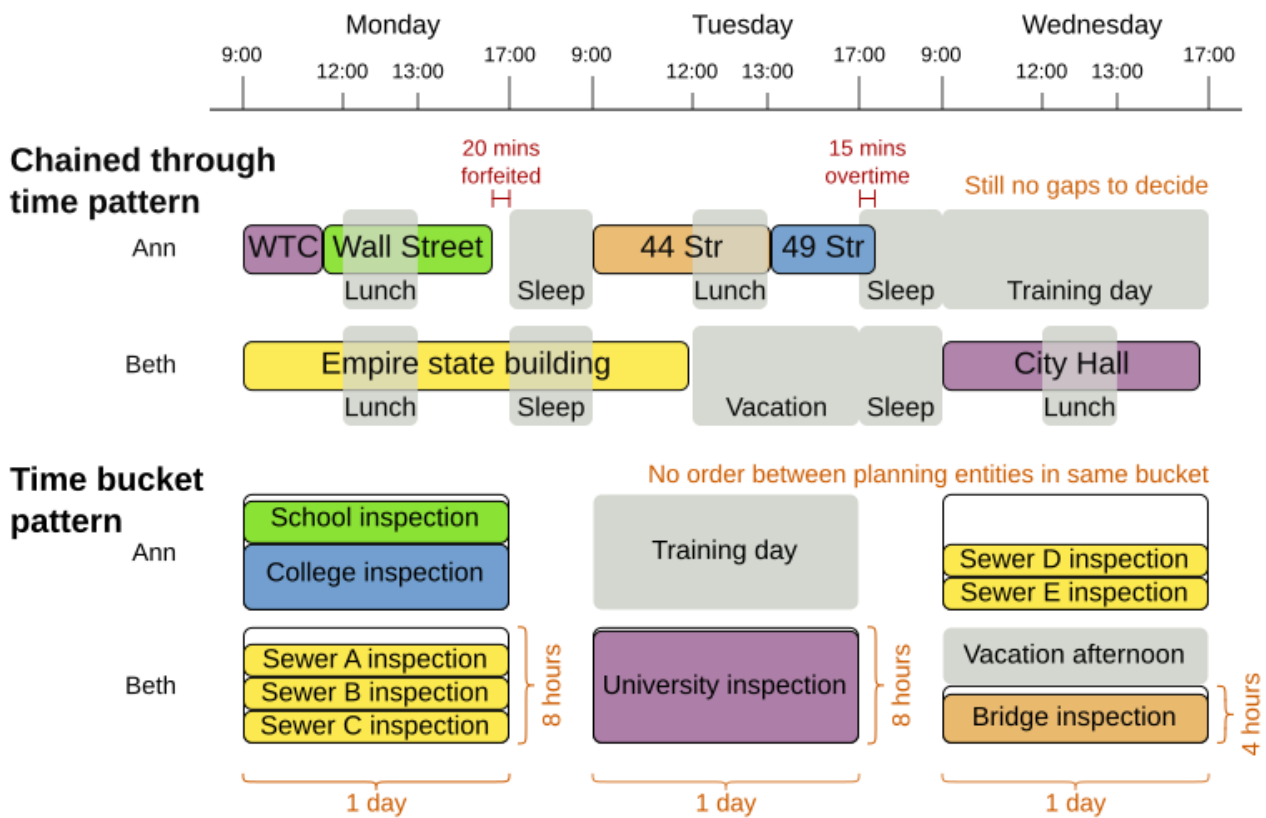 Monday Tuesday Wednesday
9:00 17:00 9:00 17:00 9:00 17:00
12:00 13:00 12:00 13:00 12:00 13:00
Chained through
time pattern
20 mins
forfeited
15 mins
overtime
Still no gaps to decide
Ann WTC Wall Street 44 Str 49 Str
Lunch Sleep Lunch Sleep Training day
Beth Empire state building City Hall
Lunch Sleep Vacation Sleep Lunch
Time bucket
pattern
No order between planning entities in same bucket
Ann
School inspection
College inspection
Training day
Sewer D inspection
Sewer E inspection
Beth
Sewer A inspection
Sewer B inspection
Sewer C inspection
8 hours
University inspection
8 hours
Vacation afternoon
Bridge inspection
4 hours
1 day 1 day 1 day